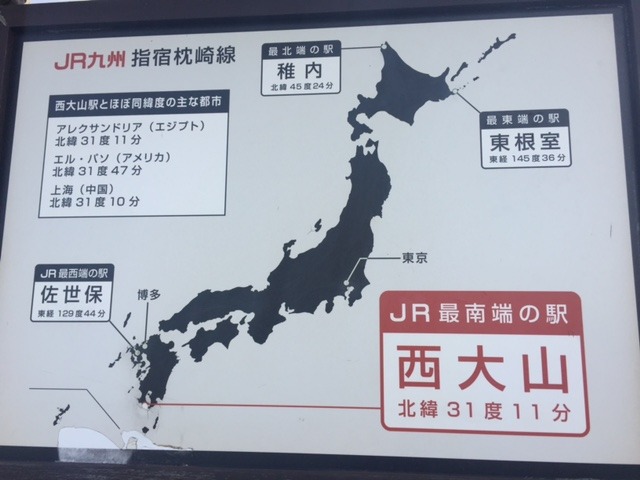 JR九州 指宿枕崎線
西大山駅とほぼ同緯度の主な都市
アレクサンドリア（エジプト）
北緯31度11分
エル・パソ（アメリカ）
北緯31度47分
上海（中国）
北緯31度10分
最北端の駅
稚内
北緯45度24分
最東端の駅
東根室
東経145度36分
東京
JR最西端の駅
佐世保
東経129度44分
博多
JR最南端の駅
西大山
北緯31度11分